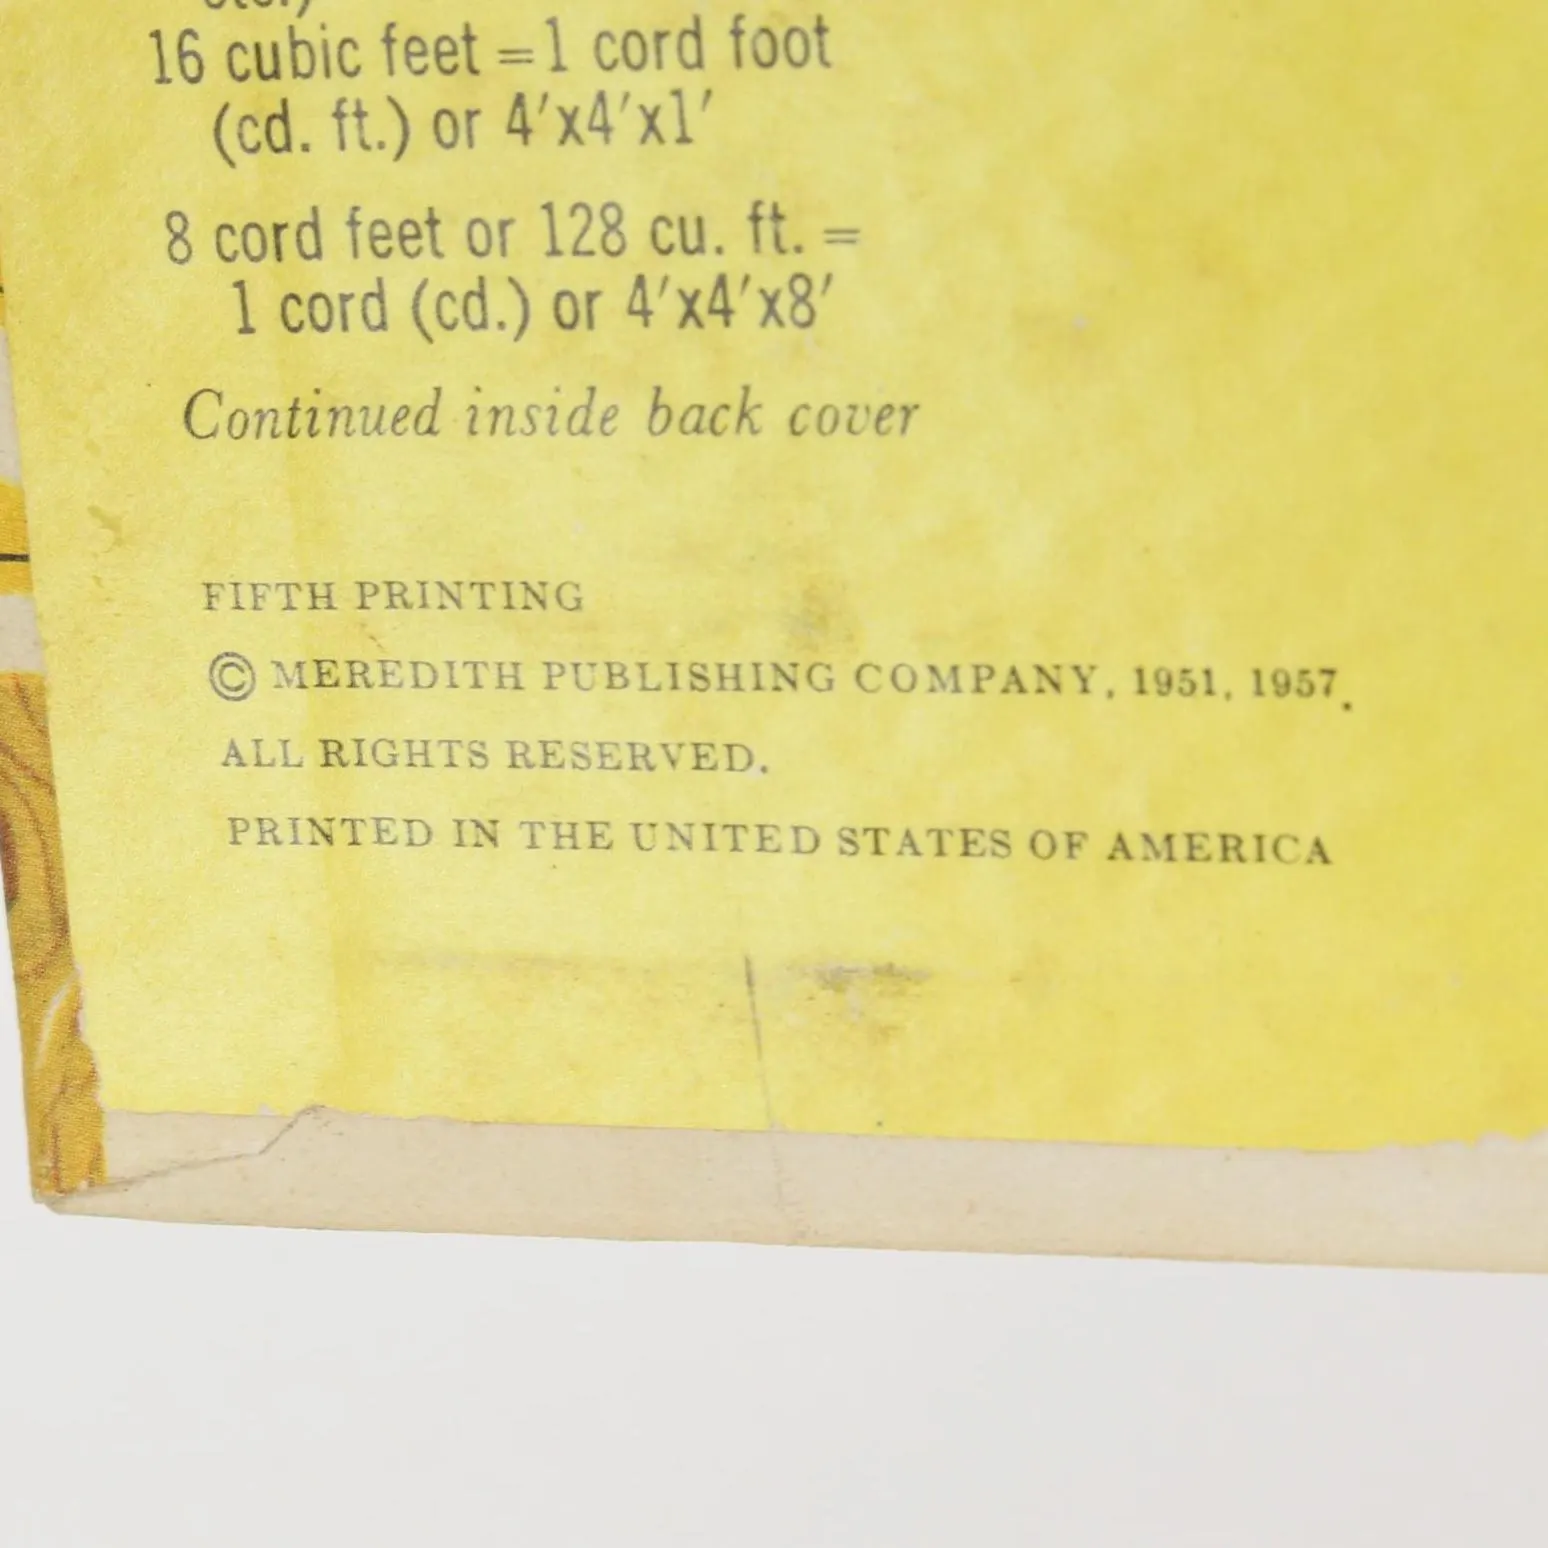 16 cubic feet = 1 cord foot
(cd. ft.) or 4'x4'x1'
8 cord feet or 128 cu. ft. =
1 cord (cd.) or 4'x4'x8'
Continued inside back cover
FIFTH PRINTING
© MEREDITH PUBLISHING COMPANY, 1951, 1957.
ALL RIGHTS RESERVED.
PRINTED IN THE UNITED STATES OF AMERICA